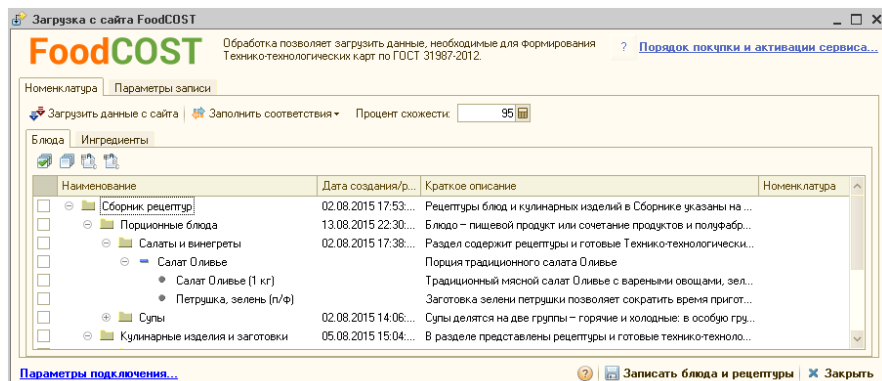 Загрузка с сайта FoodCOST
FoodCOST
Обработка позволяет загрузить данные, необходимые для формирования
Технико-технологических карт по ГОСТ 31987-2012.
? Порядок покупки и активации сервиса...
Номенклатура Параметры записи
Загрузить данные с сайта Заполнить соответствия Процент схожести: 95
Блюда Ингредиенты
Наименование Дата создания/р... Краткое описание Номенклатура
Сборник рецептур 02.08.2015 17:53:... Рецептуры блюд и кулинарных изделий в Сборнике указаны на ...
Порционные блюда 13.08.2015 22:30:... Блюдо – пищевой продукт или сочетание продуктов и полуфабр...
Салаты и винегреты 02.08.2015 17:38:... Раздел содержит рецептуры и готовые Технико-технологически...
Салат Оливье Порция традиционного салата Оливье
Салат Оливье (1 кг) Традиционный мясной салат Оливье с вареными овощами, зел...
Петрушка, зелень (п/ф) Заготовка зелени петрушки позволяет сократить время пригот...
Супы 02.08.2015 14:06:... Супы делятся на две группы – горячие и холодные: в особую гру...
Кулинарные изделия и заготовки 05.08.2015 15:04:... В разделе представлены рецептуры и готовые технико-техноло...
Параметры подключения... ? Записать блюда и рецептуры Закрыть